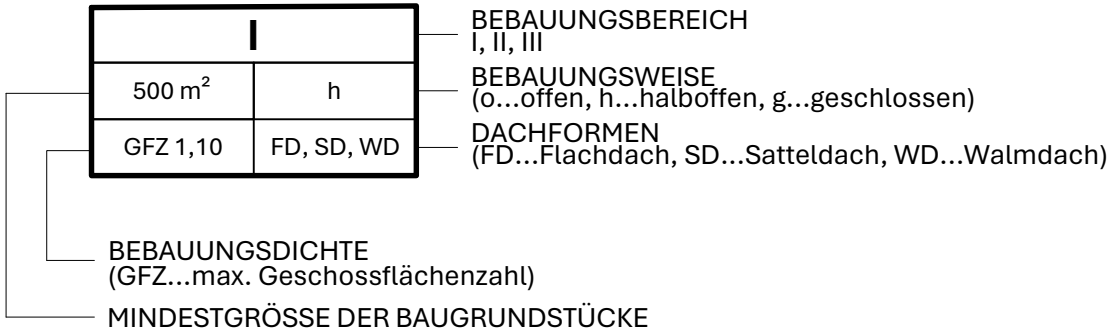 I
500 m²
h
GFZ 1,10
FD, SD, WD
BEBAUUNGSBEREICH
I, II, III
BEBAUUNGSWEISE
(o...offen, h...halboffen, g...geschlossen)
DACHFORMEN
(FD...Flachdach, SD...Satteldach, WD...Walmdach)
BEBAUUNGSDICHTE
(GFZ...max. Geschossflächenzahl)
MINDESTGRÖSSE DER BAUGRUNDSTÜCKE